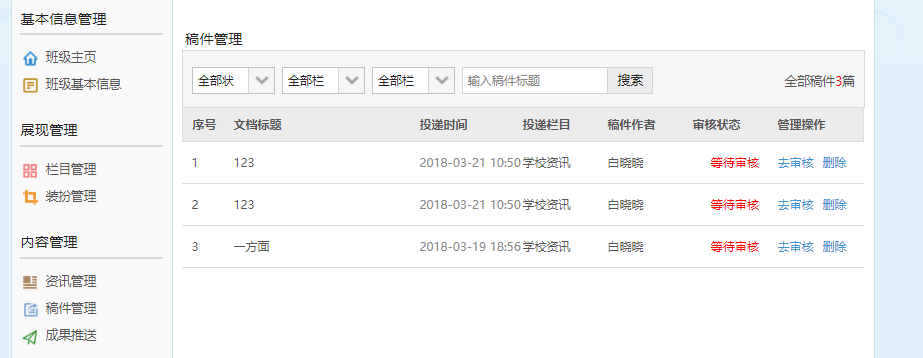 基本信息管理
班级主页
班级基本信息
展现管理
栏目管理
装扮管理
内容管理
资讯管理
稿件管理
成果推送
稿件管理
全部状 全部栏 全部栏 输入稿件标题 搜索 全部稿件3篇
序号 文档标题 投递时间 投递栏目 稿件作者 审核状态 管理操作
1 123 2018-03-21 10:50 学校资讯 白晓晓 等待审核 去审核 删除
2 123 2018-03-21 10:50 学校资讯 白晓晓 等待审核 去审核 删除
3 一方面 2018-03-19 18:56 学校资讯 白晓晓 等待审核 去审核 删除